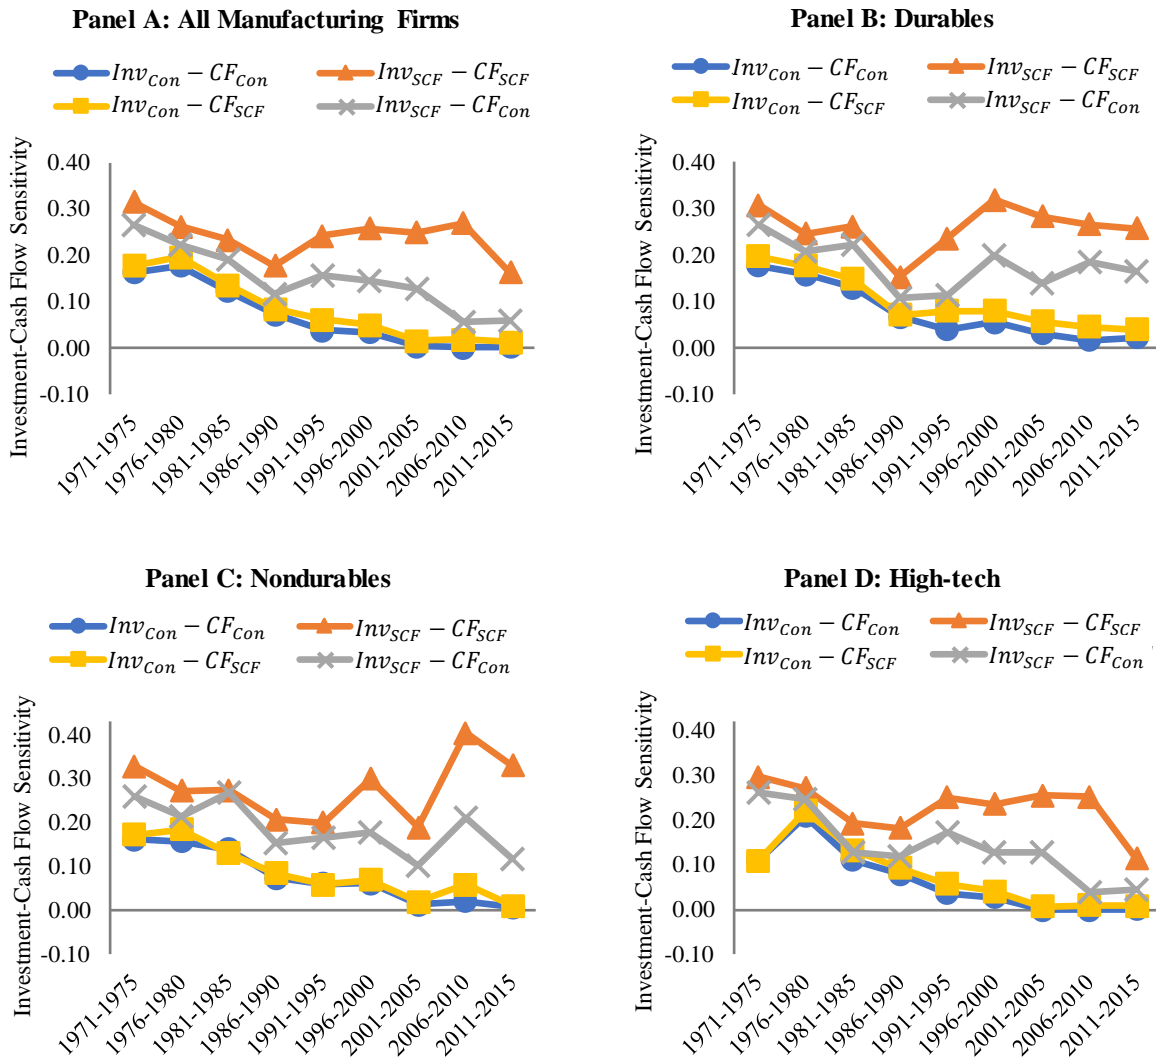 Panel A: All Manufacturing Firms
Inv_Con − CF_Con
Inv_SCF − CF_SCF
Inv_Con − CF_SCF
Inv_SCF − CF_Con
Investment-Cash Flow Sensitivity
0.40
0.30
0.20
0.10
0.00
-0.10
1971-1975
1976-1980
1981-1985
1986-1990
1991-1995
1996-2000
2001-2005
2006-2010
2011-2015
Panel B: Durables
Inv_Con − CF_Con
Inv_SCF − CF_SCF
Inv_Con − CF_SCF
Inv_SCF − CF_Con
Investment-Cash Flow Sensitivity
0.40
0.30
0.20
0.10
0.00
-0.10
1971-1975
1976-1980
1981-1985
1986-1990
1991-1995
1996-2000
2001-2005
2006-2010
2011-2015
Panel C: Nondurables
Inv_Con − CF_Con
Inv_SCF − CF_SCF
Inv_Con − CF_SCF
Inv_SCF − CF_Con
Investment-Cash Flow Sensitivity
0.40
0.30
0.20
0.10
0.00
-0.10
1971-1975
1976-1980
1981-1985
1986-1990
1991-1995
1996-2000
2001-2005
2006-2010
2011-2015
Panel D: High-tech
Inv_Con − CF_Con
Inv_SCF − CF_SCF
Inv_Con − CF_SCF
Inv_SCF − CF_Con
Investment-Cash Flow Sensitivity
0.40
0.30
0.20
0.10
0.00
-0.10
1971-1975
1976-1980
1981-1985
1986-1990
1991-1995
1996-2000
2001-2005
2006-2010
2011-2015